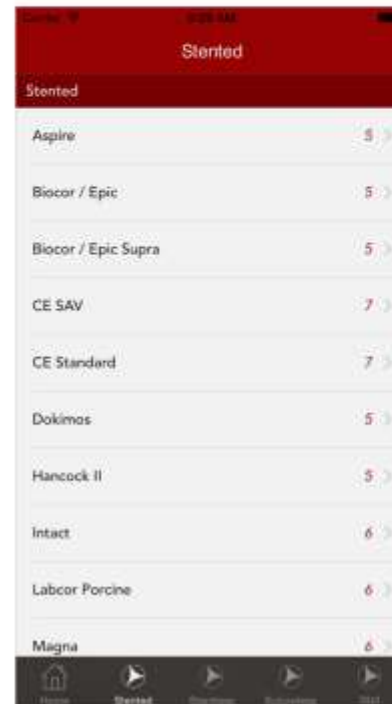 Stented
Stented
Aspire 5
Biocor / Epic 5
Biocor / Epic Supra 5
CE SAV 7
CE Standard 7
Dokimos 5
Hancock II 5
Intact 6
Labcor Porcine 6
Magna 6
Home Stented